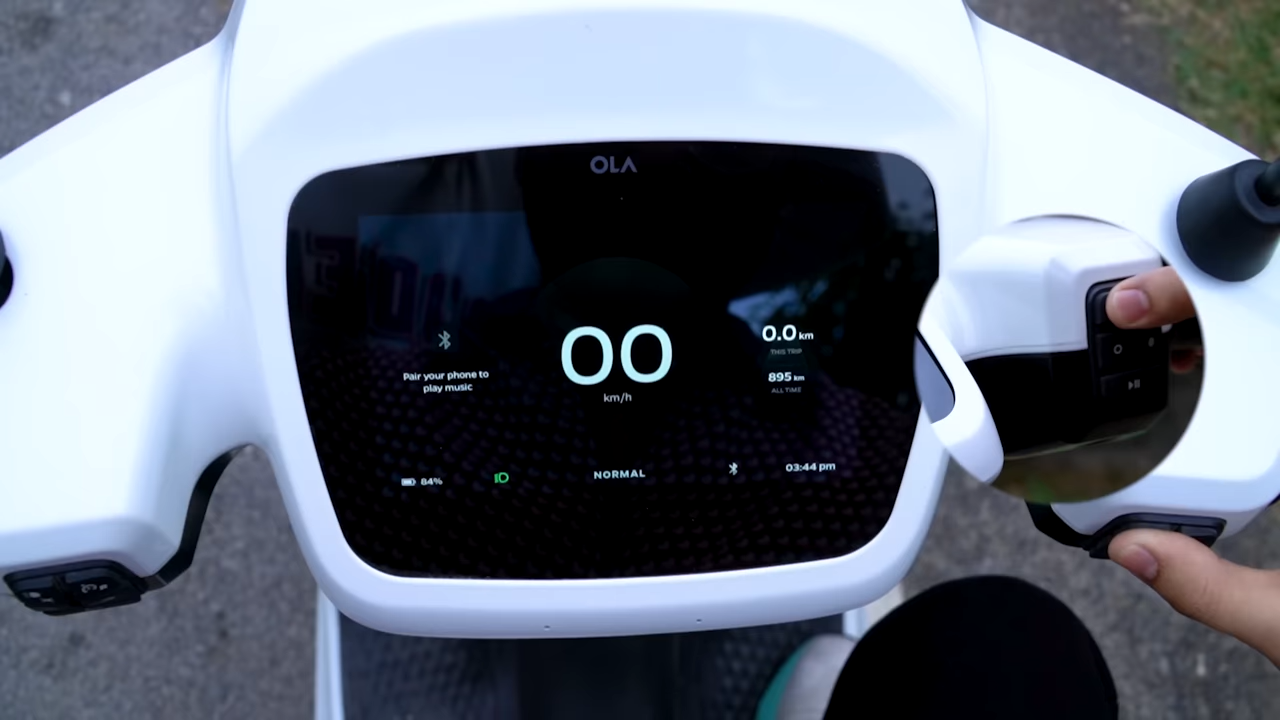 OLA
Pair your phone to
play music
00
km/h
0.0 km
THIS TRIP
895 km
ALL TIME
84%
NORMAL
03:44 pm